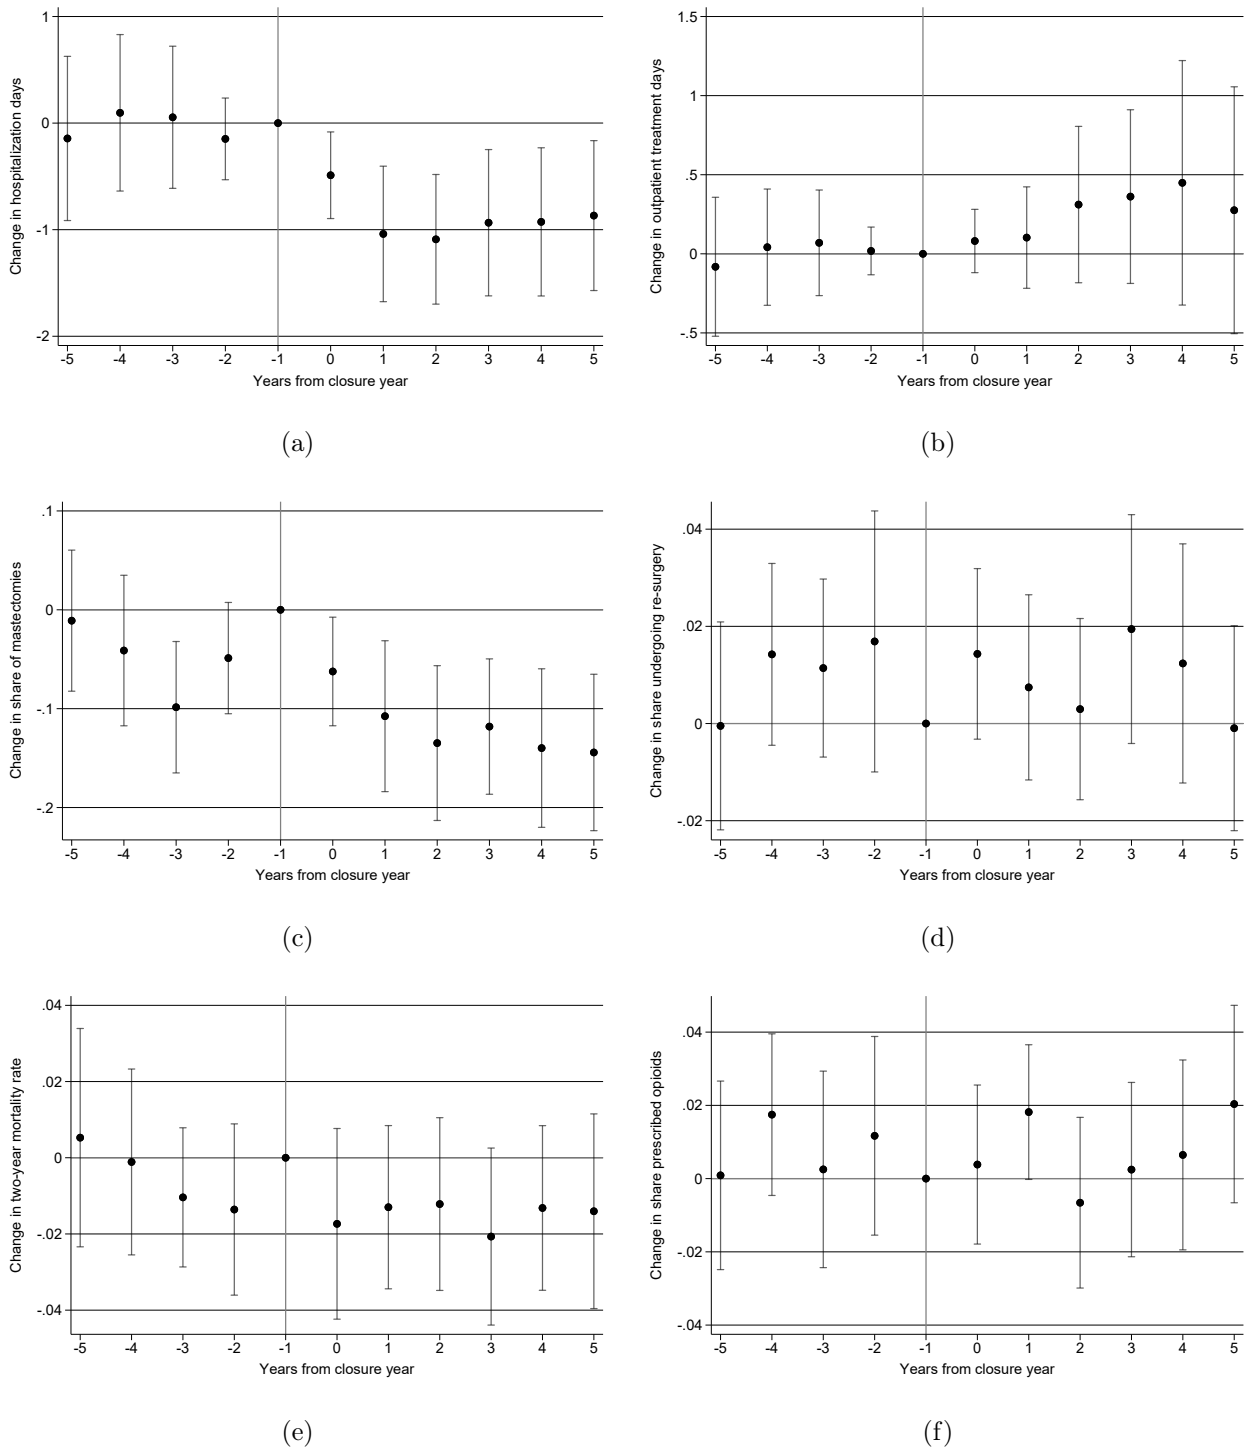 1
0
-1
-2
Change in hospitalization days
-5 -4 -3 -2 -1 0 1 2 3 4 5
Years from closure year
(a)
1.5
1
.5
0
-.5
Change in outpatient treatment days
-5 -4 -3 -2 -1 0 1 2 3 4 5
Years from closure year
(b)
.1
0
-.1
-.2
Change in share of mastectomies
-5 -4 -3 -2 -1 0 1 2 3 4 5
Years from closure year
(c)
.04
.02
0
-.02
Change in share undergoing re-surgery
-5 -4 -3 -2 -1 0 1 2 3 4 5
Years from closure year
(d)
.04
.02
0
-.02
-.04
Change in two-year mortality rate
-5 -4 -3 -2 -1 0 1 2 3 4 5
Years from closure year
(e)
.04
.02
0
-.02
-.04
Change in share prescribed opioids
-5 -4 -3 -2 -1 0 1 2 3 4 5
Years from closure year
(f)